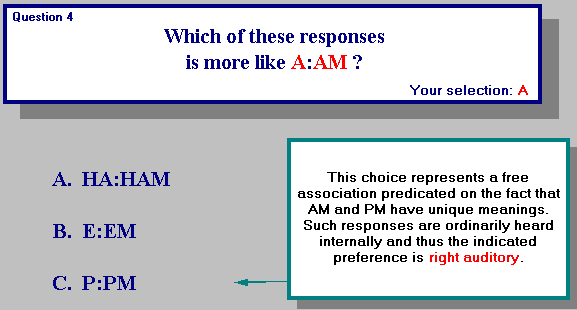 Question 4
Which of these responses
is more like A:AM ?
Your selection: A
A. HA:HAM
B. E:EM
C. P:PM
This choice represents a free
association predicated on the fact that
AM and PM have unique meanings.
Such responses are ordinarily heard
internally and thus the indicated
preference is right auditory.